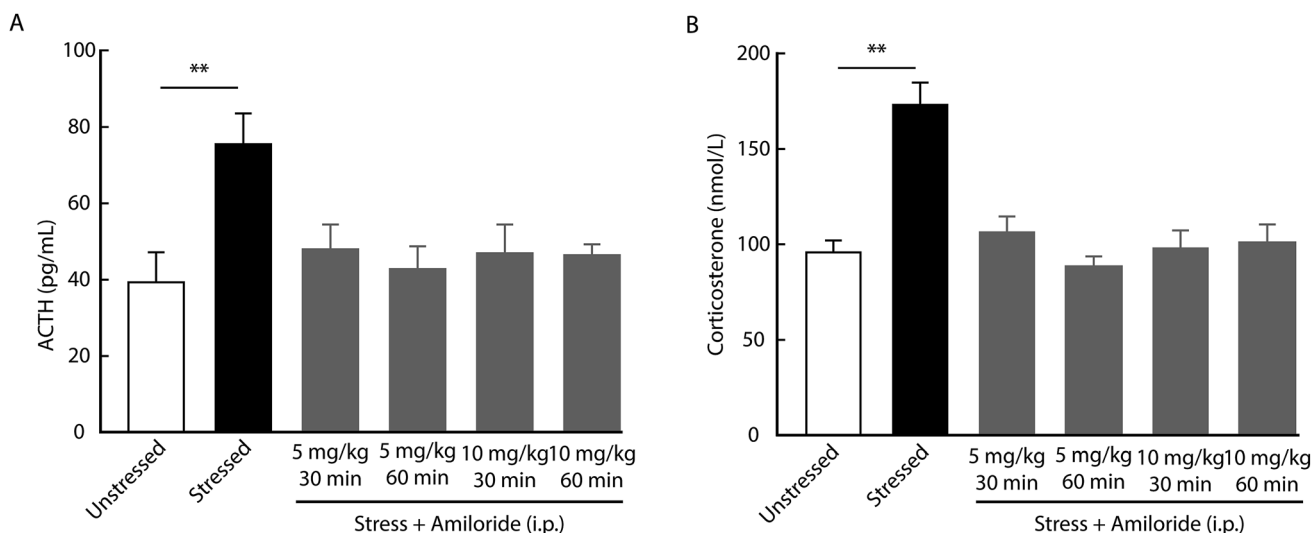 A
ACTH (pg/mL)
100
80
60
40
20
0
**
Unstressed
Stressed
5 mg/kg 5 mg/kg 10 mg/kg 10 mg/kg
30 min 60 min 30 min 60 min
Stress + Amiloride (i.p.)
B
Corticosterone (nmol/L)
200
150
100
50
0
**
Unstressed
Stressed
5 mg/kg 5 mg/kg 10 mg/kg 10 mg/kg
30 min 60 min 30 min 60 min
Stress + Amiloride (i.p.)